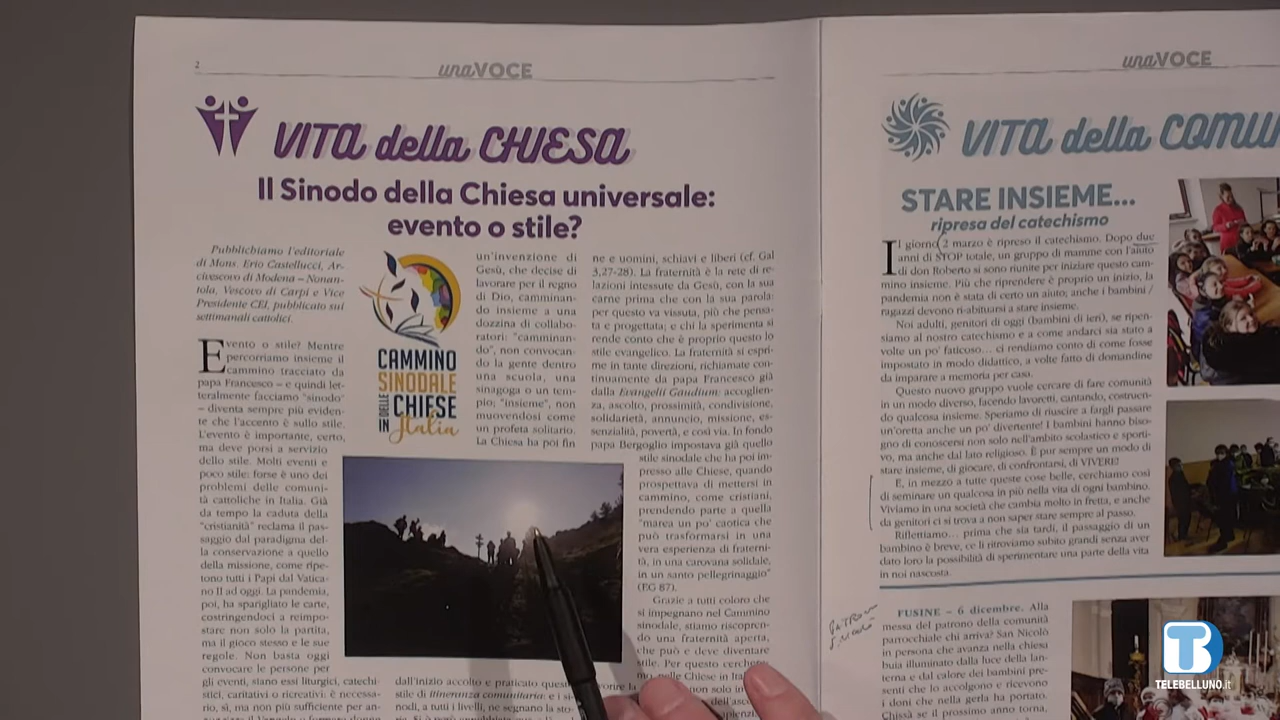 2
unaVOCE
VITA della CHIESA
Il Sinodo della Chiesa universale:
evento o stile?
Pubblichiamo l'editoriale
di Mons. Erio Castellucci, Ar-
civescovo di Modena – Nonan-
tola, Vescovo di Carpi e Vice
Presidente CEI, pubblicato sui
settimanali cattolici.
Evento o stile? Mentre
percorriamo insieme il
cammino tracciato da
papa Francesco – e quindi let-
teralmente facciamo "sinodo"
– diventa sempre più eviden-
te che l'accento è sullo stile.
L'evento è importante, certo,
ma deve porsi a servizio
dello stile. Molti eventi e
poco stile: forse è uno dei
problemi delle comuni-
tà cattoliche in Italia. Già
da tempo la caduta della
"cristianità" reclama il pas-
saggio dal paradigma del-
la conservazione a quello
della missione, come ripe-
tono tutti i Papi dal Vatica-
no II ad oggi. La pandemia,
poi, ha sparigliato le carte,
costringendoci a reimpo-
stare non solo la partita,
ma il gioco stesso e le sue
regole. Non basta oggi
convocare le persone per
gli eventi, siano essi liturgici, catechi-
stici, caritativi o ricreativi: è necessa-
rio, sì, ma non più sufficiente per an-
CAMMINO
SINODALE
DELLE
CHIESE
IN Italia
un'invenzione di
Gesù, che decise di
lavorare per il regno
di Dio, camminan-
do insieme a una
dozzina di collabo-
ratori: "camminan-
do", non convocan-
do la gente dentro
una scuola, una
sinagoga o un tem-
pio; "insieme", non
muovendosi come
un profeta solitario.
La Chiesa ha poi fin
dall'inizio accolto e praticato questo
stile di itineranza comunitaria: e i si-
nodi, a tutti i livelli, ne segnano la sto-
ne e uomini, schiavi e liberi (cf. Gal
3,27-28). La fraternità è la rete di re-
lazioni intessute da Gesù, con la sua
carne prima che con la sua parola:
per questo va vissuta, più che pensa-
ta e progettata; e chi la sperimenta si
rende conto che è proprio questo lo
stile evangelico. La fraternità si espri-
me in tante direzioni, richiamate con-
tinuamente da papa Francesco già
dalla Evangelii Gaudium: accoglien-
za, ascolto, prossimità, condivisione,
solidarietà, annuncio, missione, es-
senzialità, povertà, e così via. In fondo
papa Bergoglio impostava già quello
stile sinodale che ha poi im-
presso alle Chiese, quando
prospettava di mettersi in
cammino, come cristiani,
prendendo parte a quella
"marea un po' caotica che
può trasformarsi in una
vera esperienza di fraterni-
tà, in una carovana solidale,
in un santo pellegrinaggio"
(EG 87).
Grazie a tutti coloro che
si impegnano nel Cammino
sinodale, stiamo riscopren-
do una fraternità aperta,
che può e deve diventare
stile. Per questo
nelle Chiese in
non solo in
unaVOCE
VITA della COMU
STARE INSIEME...
ripresa del catechismo
Il giorno 2 marzo è ripreso il catechismo. Dopo due
anni di STOP totale, un gruppo di mamme con l'aiuto
di don Roberto si sono riunite per iniziare questo cam-
mino insieme. Più che riprendere è proprio un inizio, la
pandemia non è stata di certo un aiuto; anche i bambini /
ragazzi devono ri-abituarsi a stare insieme.
Noi adulti, genitori di oggi (bambini di ieri), se ripen-
siamo al nostro catechismo e a come andarci sia stato a
volte un po' faticoso… ci rendiamo conto di come fosse
impostato in modo didattico, a volte fatto di domandine
da imparare a memoria per casa.
Questo nuovo gruppo vuole cercare di fare comunità
in un modo diverso, facendo lavoretti, cantando, costruen-
do qualcosa insieme. Speriamo di riuscire a fargli passare
un'oretta anche un po' divertente! I bambini hanno biso-
gno di conoscersi non solo nell'ambito scolastico e sporti-
vo, ma anche dal lato religioso. È pur sempre un modo di
stare insieme, di giocare, di confrontarsi, di VIVERE!
E, in mezzo a tutte queste cose belle, cerchiamo così
di seminare un qualcosa in più nella vita di ogni bambino.
Viviamo in una società che cambia molto in fretta, e anche
da genitori ci si trova a non saper stare sempre al passo.
Riflettiamo… prima che sia tardi, il passaggio di un
bambino è breve, ce li ritroviamo subito grandi senza aver
dato loro la possibilità di sperimentare una parte della vita
in noi nascosta.
FUSINE – 6 dicembre. Alla
messa del patrono della comunità
parrocchiale chi arriva? San Nicolò
in persona che avanza nella chiesa
buia illuminato dalla luce della lan-
terna e dal calore dei bambini pre-
senti che lo accolgono e ricevono
i doni che nella gerla ha portato.
Chissà se il prossimo anno torna,
TELEBELLUNO.it